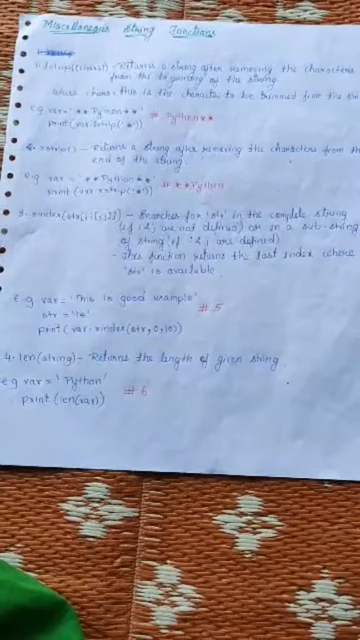 Miscellaneous String Functions
1. lstrip([chars]) - Returns a string after removing the characters
from the beginning of the string
where chars = this is the character to be trimmed from the
e.g var = '**Python**'
print(var.lstrip('*')) # Python**
2. rstrip() - Returns a string after removing the characters from the
end of the string.
e.g var = '**Python**'
print(var.rstrip('*')) # **Python
3. rindex(str[,i[,j]]) - Searches for 'str' in the complete string
(if i & j are not defined) or in a sub-string
of string (if i & j are defined)
- This function returns the last index where
'str' is available.
E.g var = 'This is good example'
str = 'is' # 5
print(var.rindex(str,0,10))
4. len(string) - Returns the length of given string
e.g var = 'Python'
print(len(var)) # 6